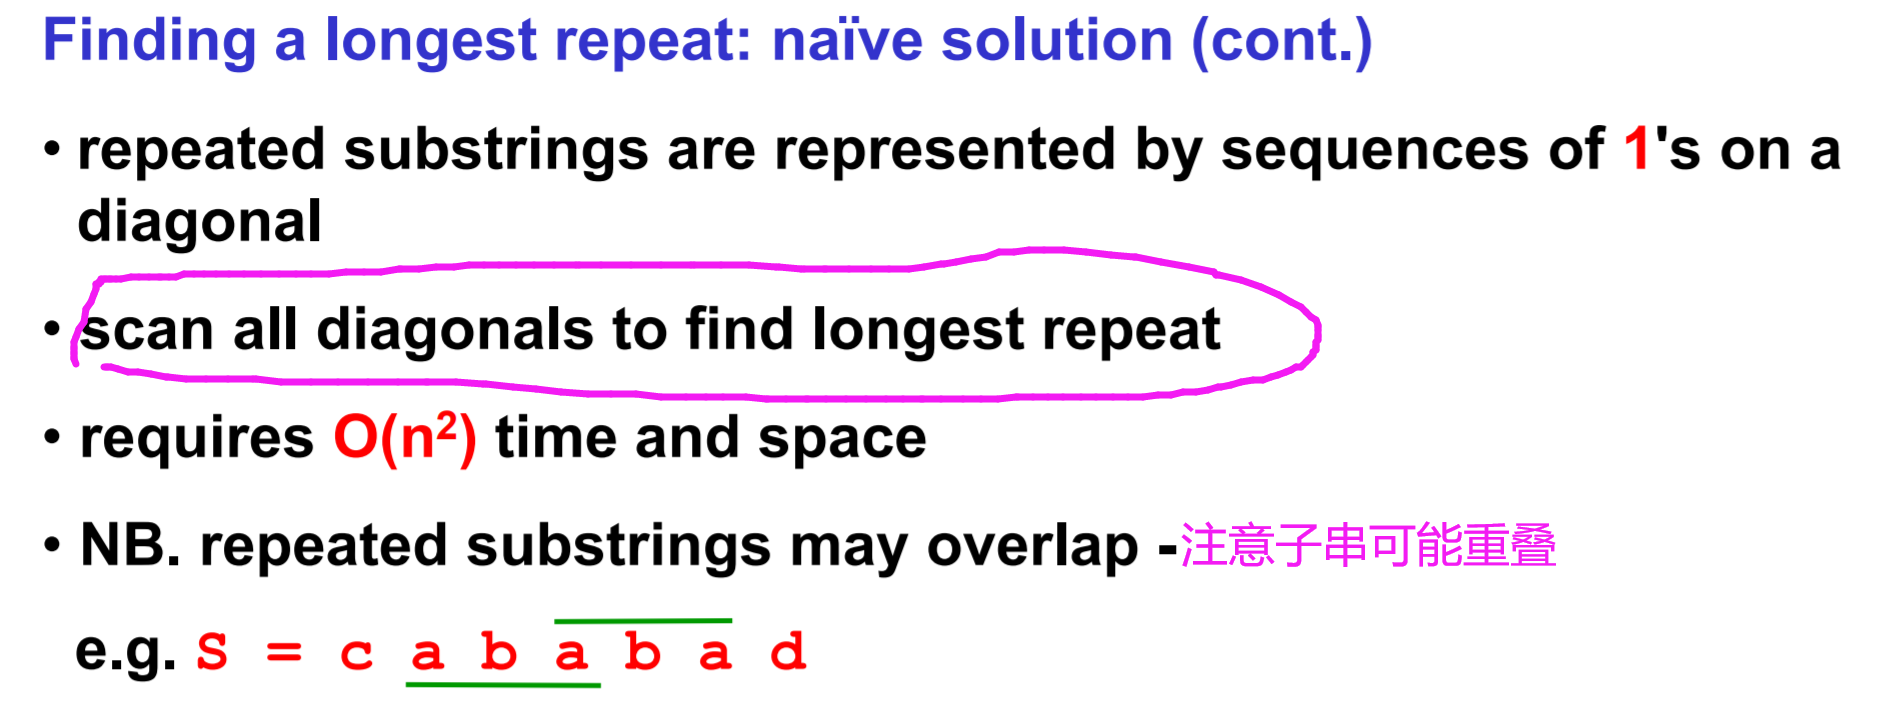 Finding a longest repeat: naïve solution (cont.)
• repeated substrings are represented by sequences of 1's on a
diagonal
• scan all diagonals to find longest repeat
• requires O(n²) time and space
• NB. repeated substrings may overlap -注意子串可能重叠
e.g. S = c a b a b a d